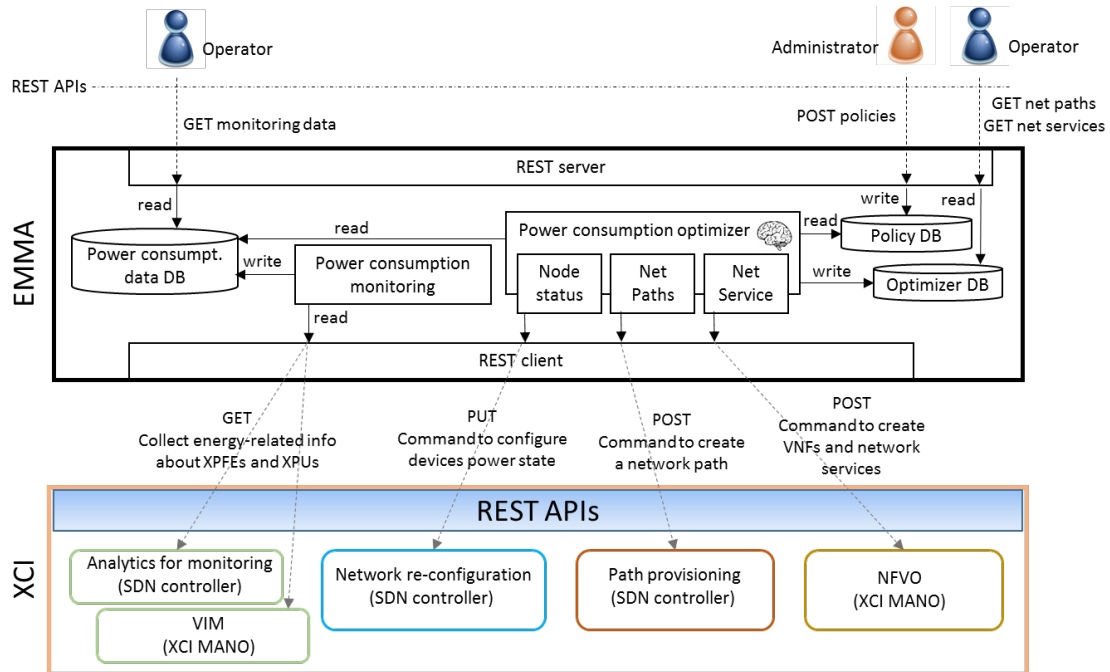 Operator
Administrator
Operator
REST APIs
GET monitoring data
POST policies
GET net paths
GET net services
REST server
read
write
read
EMMA
Power consumpt.
data DB
read
write
Power consumption
monitoring
read
Power consumption optimizer
Node
status
Net
Paths
Net
Service
read
Policy DB
write
Optimizer DB
REST client
GET
Collect energy-related info
about XPFEs and XPUs
PUT
Command to configure
devices power state
POST
Command to create
a network path
POST
Command to create
VNFs and network
services
XCI
REST APIs
Analytics for monitoring
(SDN controller)
VIM
(XCI MANO)
Network re-configuration
(SDN controller)
Path provisioning
(SDN controller)
NFVO
(XCI MANO)